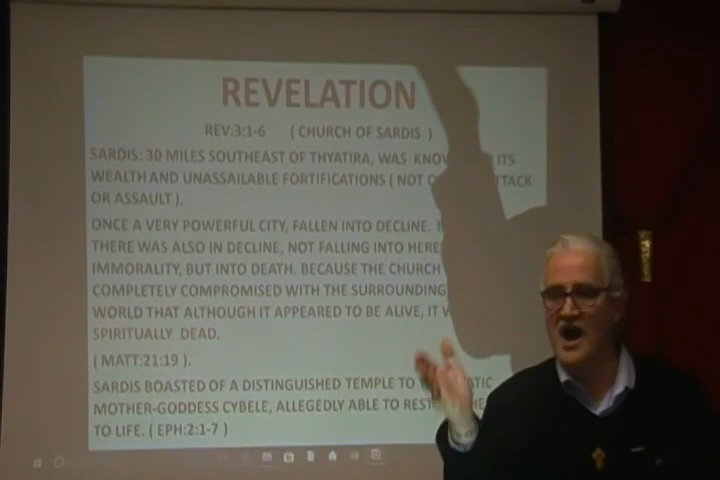 REVELATION
REV:3:1-6 ( CHURCH OF SARDIS )
SARDIS: 30 MILES SOUTHEAST OF THYATIRA, WAS ITS
WEALTH AND UNASSAILABLE FORTIFICATIONS ( NOT
OR ASSAULT ).
ONCE A VERY POWERFUL CITY, FALLEN INTO DECLINE.
THERE WAS ALSO IN DECLINE, NOT FALLING INTO
IMMORALITY, BUT INTO DEATH. BECAUSE THE CHURCH
COMPLETELY COMPROMISED WITH THE SURROUNDING
WORLD THAT ALTHOUGH IT APPEARED TO BE ALIVE, IT
SPIRITUALLY DEAD.
( MATT:21:19 ).
SARDIS BOASTED OF A DISTINGUISHED TEMPLE TO
MOTHER-GODDESS CYBELE, ALLEGEDLY ABLE TO
TO LIFE. ( EPH:2:1-7 )